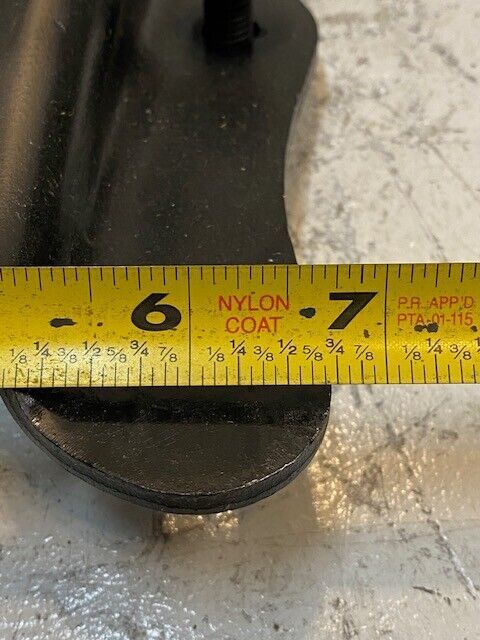 6 NYLON 7 P.R. APP'D
COAT PTA-01-115
1/8 1/4 3/8 1/2 5/8 3/4 7/8 1/8 1/4 3/8 1/2 5/8 3/4 7/8 1/8 1/4 3/8